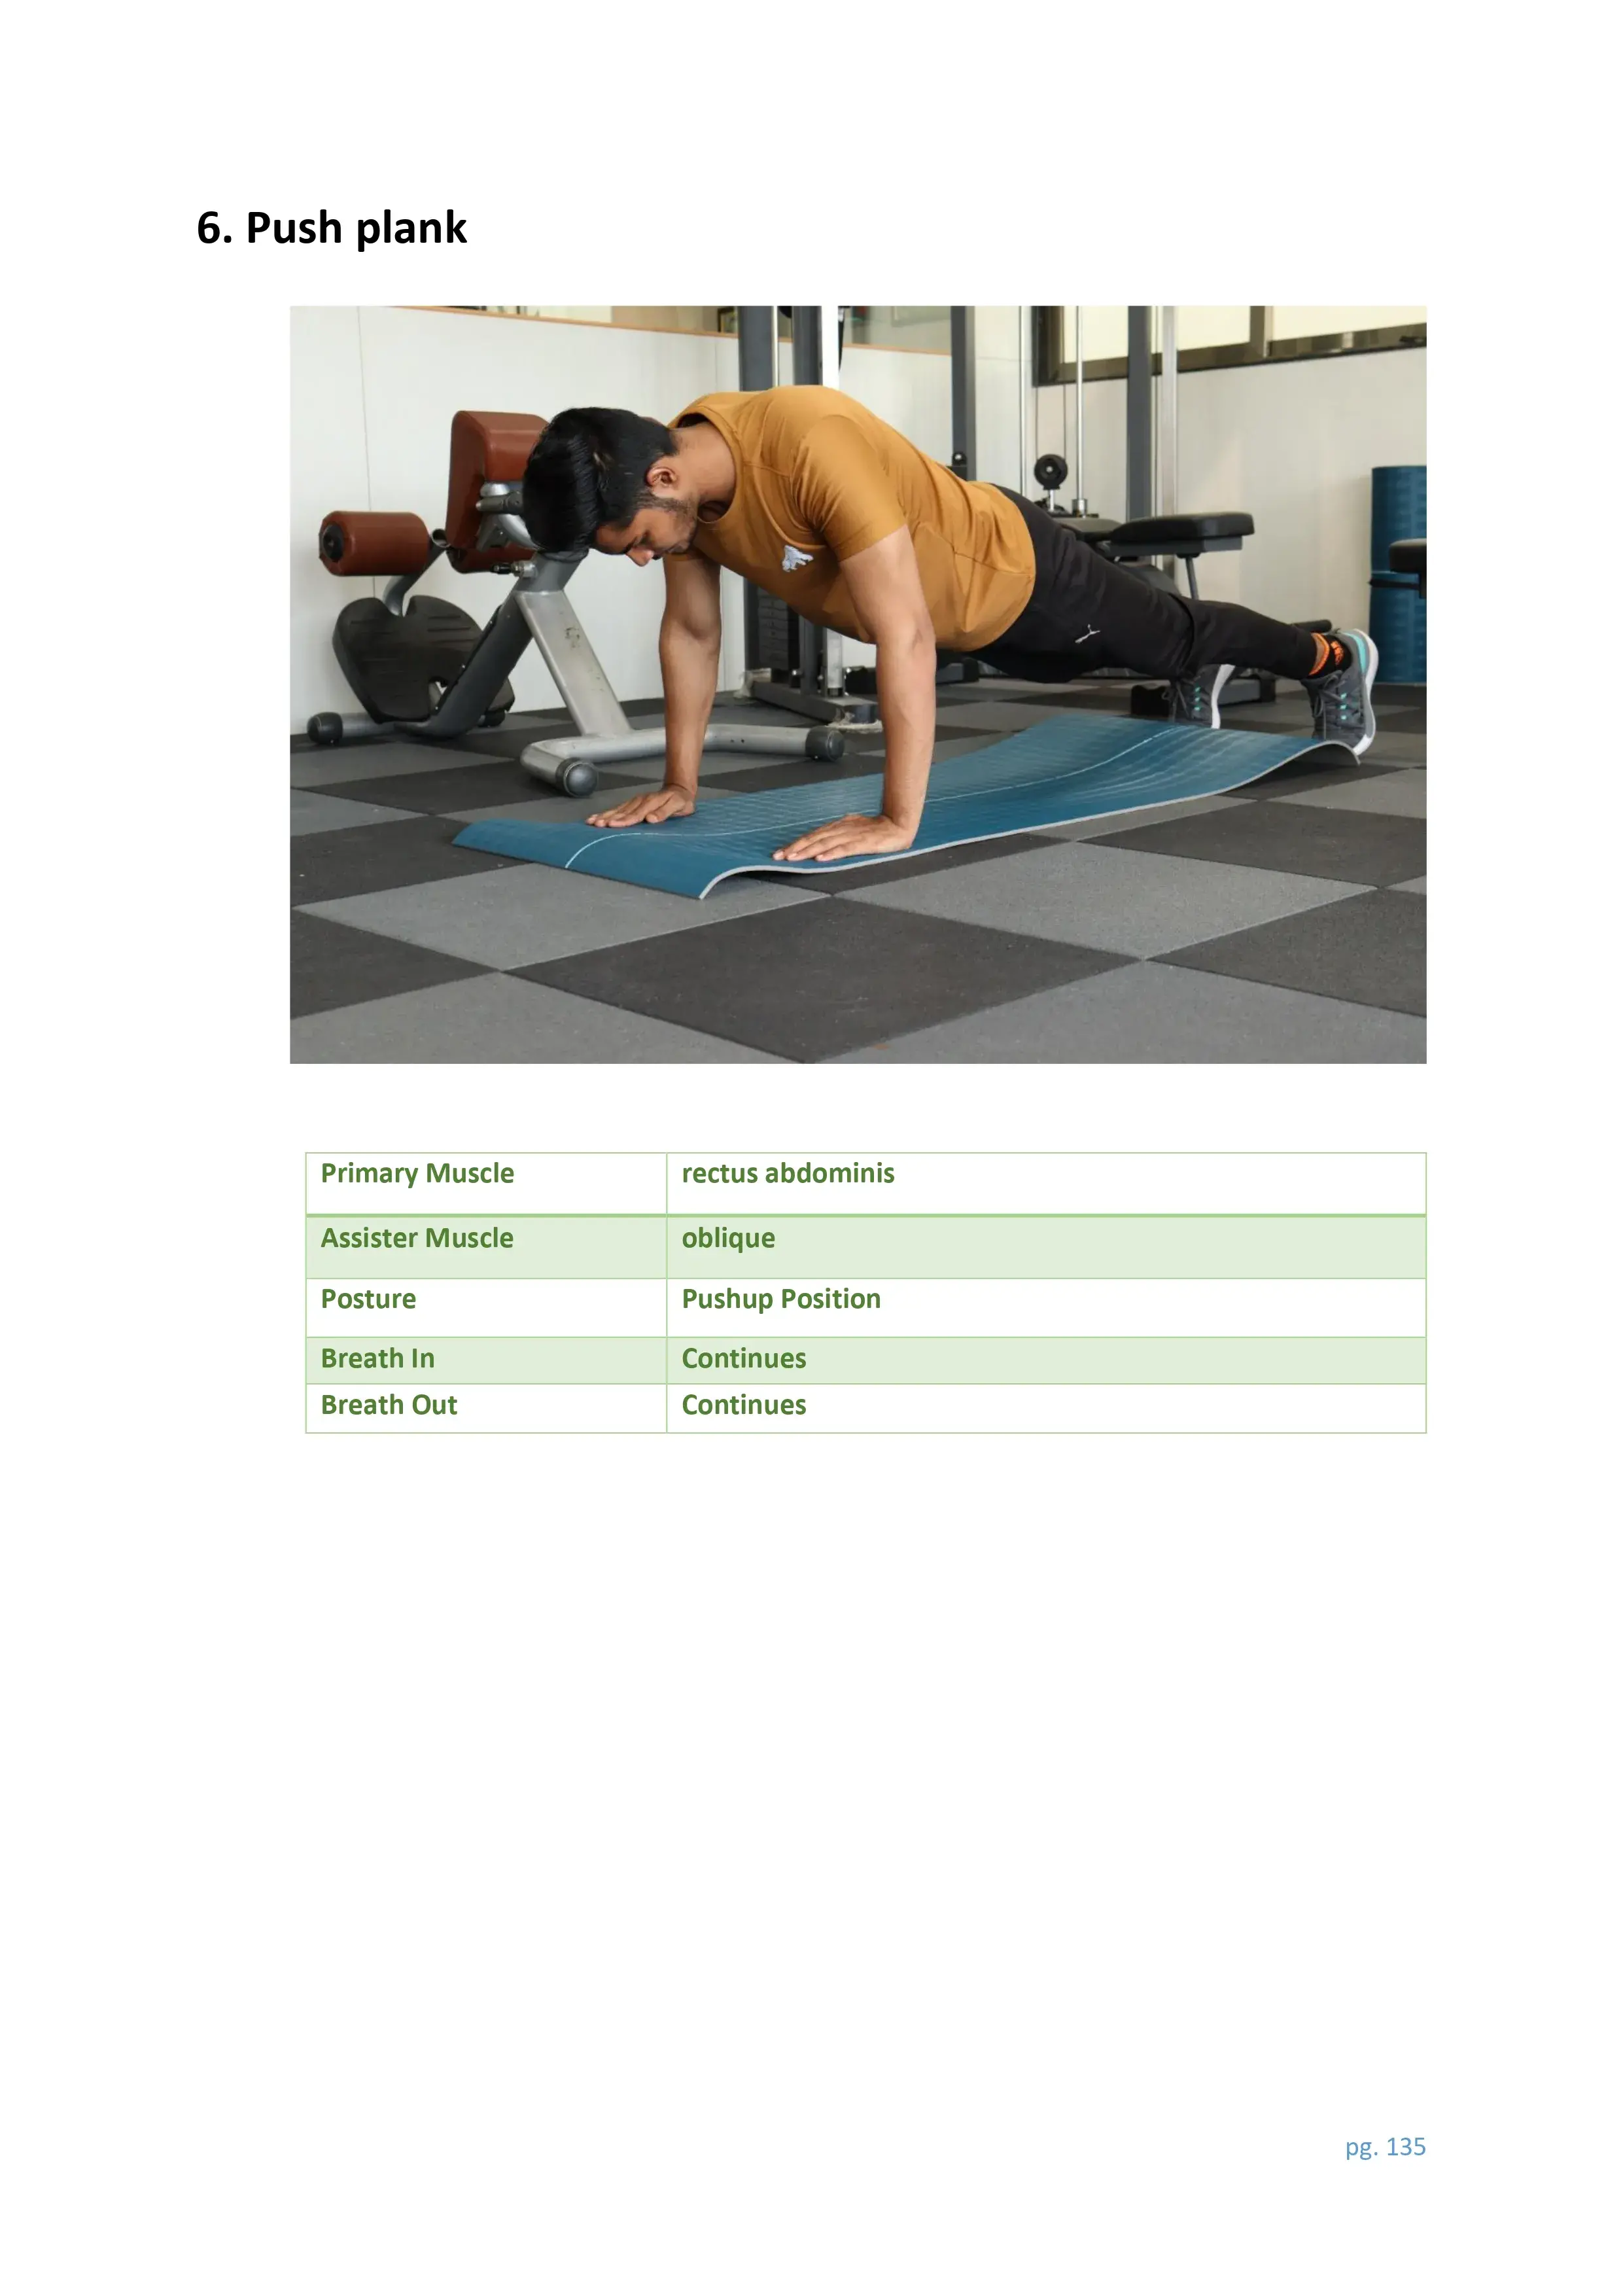 6. Push plank
Primary Muscle rectus abdominis
Assister Muscle oblique
Posture Pushup Position
Breath In Continues
Breath Out Continues
pg. 135